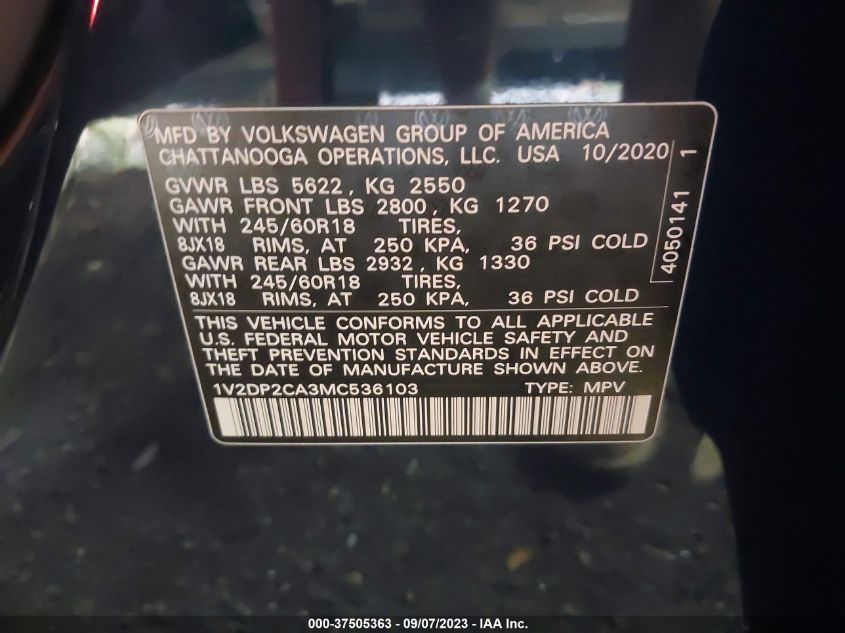 MFD BY VOLKSWAGEN GROUP OF AMERICA
CHATTANOOGA OPERATIONS, LLC. USA 10/2020
GVWR LBS 5622, KG 2550
GAWR FRONT LBS 2800, KG 1270
WITH 245/60R18 TIRES,
8JX18 RIMS, AT 250 KPA, 36 PSI COLD
GAWR REAR LBS 2932, KG 1330
WITH 245/60R18 TIRES,
8JX18 RIMS, AT 250 KPA, 36 PSI COLD
4050141 1
THIS VEHICLE CONFORMS TO ALL APPLICABLE
U.S. FEDERAL MOTOR VEHICLE SAFETY AND
THEFT PREVENTION STANDARDS IN EFFECT ON
THE DATE OF MANUFACTURE SHOWN ABOVE.
1V2DP2CA3MC536103 TYPE: MPV
000-37505363 - 09/07/2023 - IAA Inc.